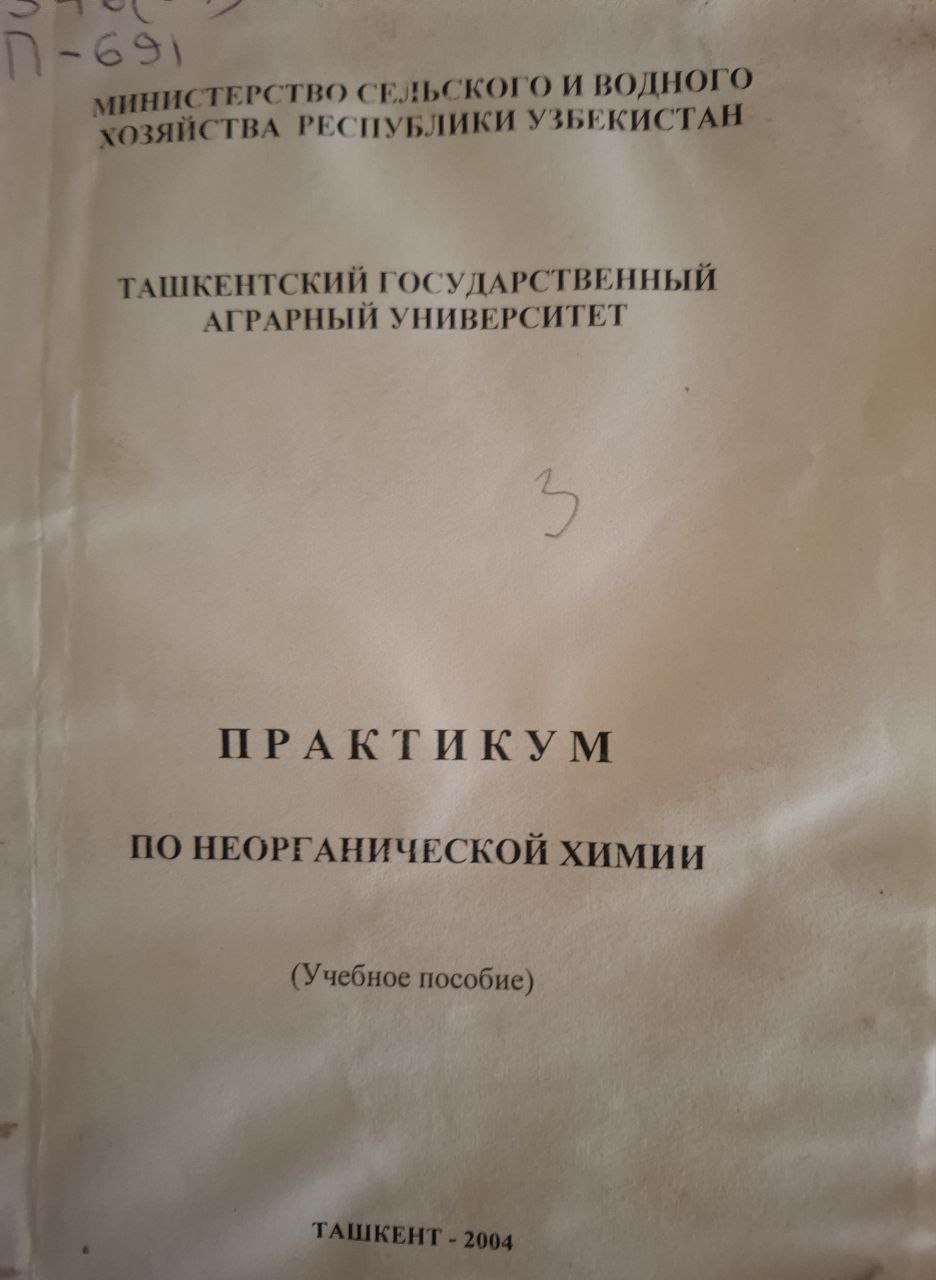 П-691
МИНИСТЕРСТВО СЕЛЬСКОГО И ВОДНОГО
ХОЗЯЙСТВА РЕСПУБЛИКИ УЗБЕКИСТАН
ТАШКЕНТСКИЙ ГОСУДАРСТВЕННЫЙ
АГРАРНЫЙ УНИВЕРСИТЕТ
3
ПРАКТИКУМ
ПО НЕОРГАНИЧЕСКОЙ ХИМИИ
(Учебное пособие)
ТАШКЕНТ - 2004